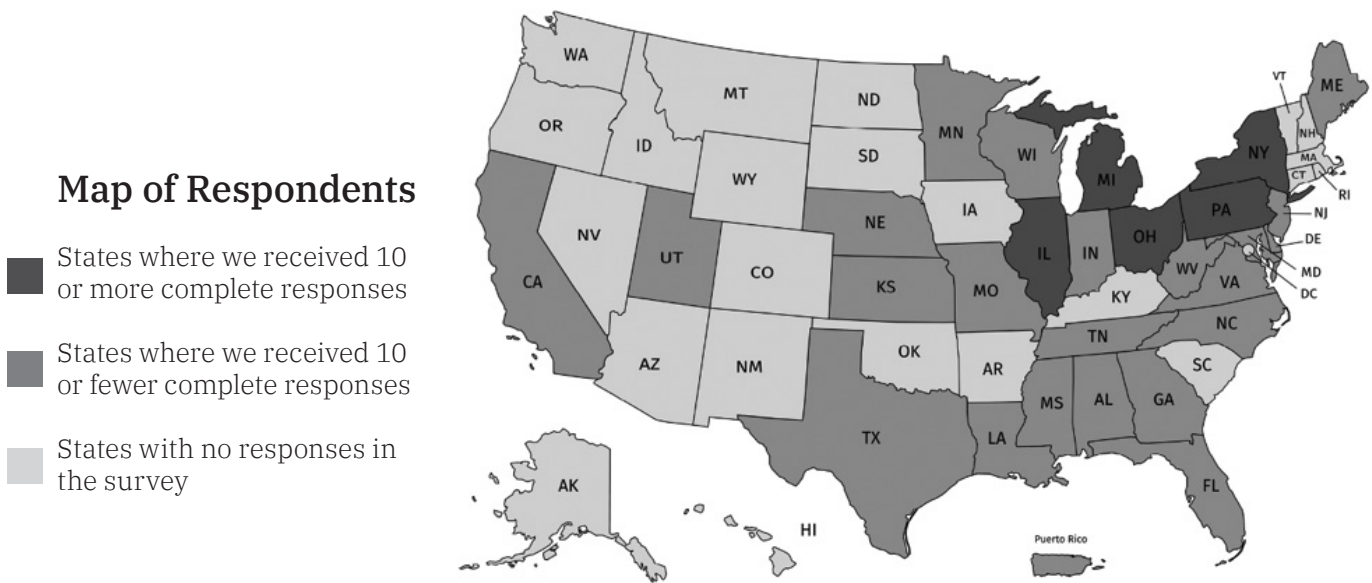 Map of Respondents
States where we received 10
or more complete responses
States where we received 10
or fewer complete responses
States with no responses in
the survey
WA
MT
ND
MN
OR
ID
SD
WI
WY
IA
NV
NE
UT
CO
CA
KS
MO
IL
IN
MI
OH
KY
WV
VA
PA
NY
VT
ME
NH
MA
CT
RI
NJ
DE
MD
DC
NC
TN
SC
AZ
NM
OK
AR
MS
AL
GA
TX
LA
FL
AK
HI
Puerto Rico